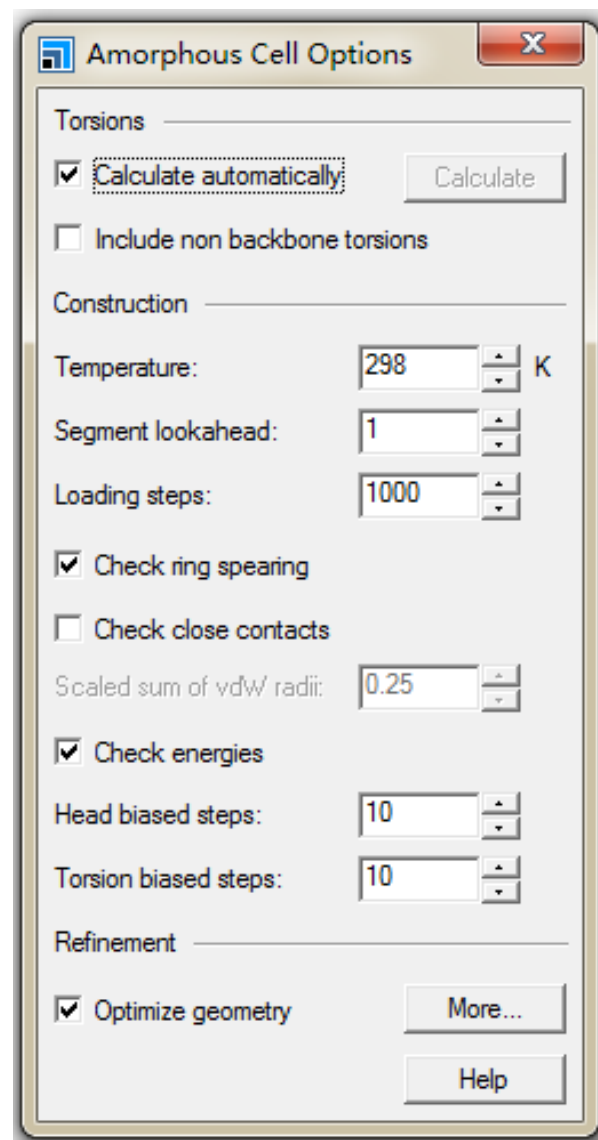 Amorphous Cell Options
Torsions
Calculate automatically Calculate
Include non backbone torsions
Construction
Temperature: 298 K
Segment lookahead: 1
Loading steps: 1000
Check ring spearing
Check close contacts
Scaled sum of vdW radii: 0.25
Check energies
Head biased steps: 10
Torsion biased steps: 10
Refinement
Optimize geometry More...
Help